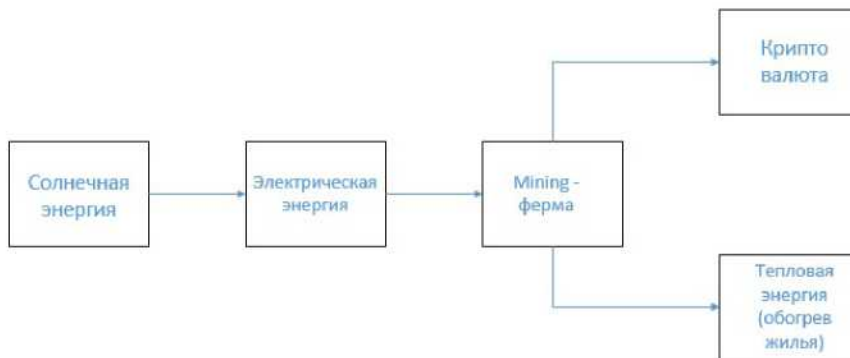 Солнечная
энергия
Электрическая
энергия
Mining -
ферма
Крипто
валюта
Тепловая
энергия
(обогрев
жилья)